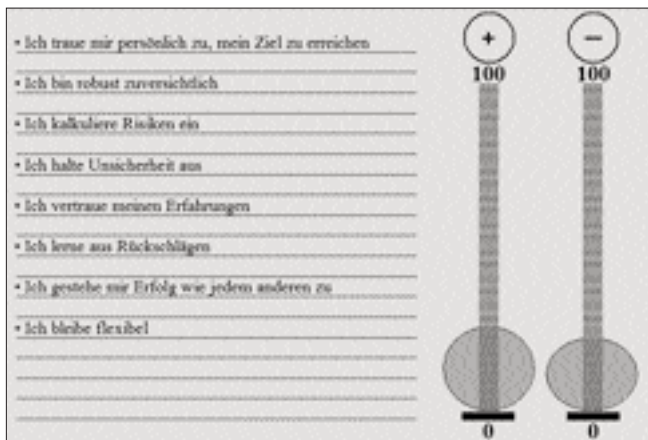 • Ich traue mir persönlich zu, mein Ziel zu erreichen
• Ich bin robust zuversichtlich
• Ich kalkuliere Risiken ein
• Ich halte Unsicherheit aus
• Ich vertraue meinen Erfahrungen
• Ich lerne aus Rückschlägen
• Ich gestehe mir Erfolg wie jedem anderen zu
• Ich bleibe flexibel
+ −
100 100
0 0